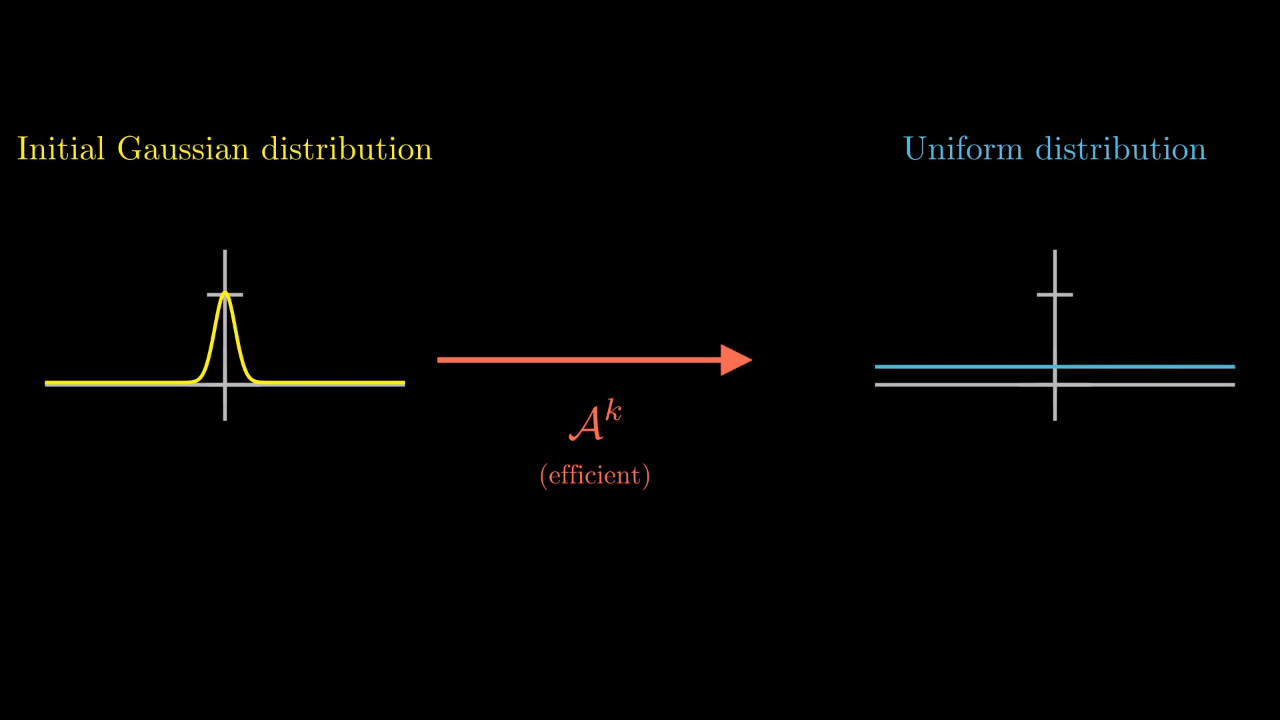 Initial Gaussian distribution
Uniform distribution
𝒜^k
(efficient)